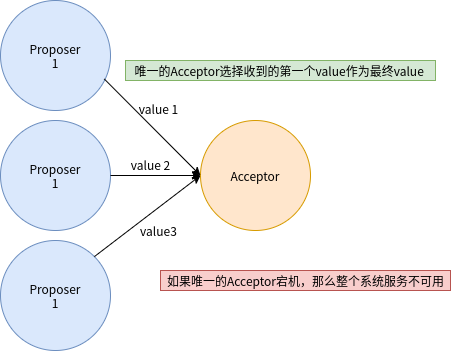 Proposer
1
唯一的Acceptor选择收到的第一个value作为最终value
value 1
Proposer
1
value 2
Acceptor
value3
Proposer
1
如果唯一的Acceptor宕机，那么整个系统服务不可用